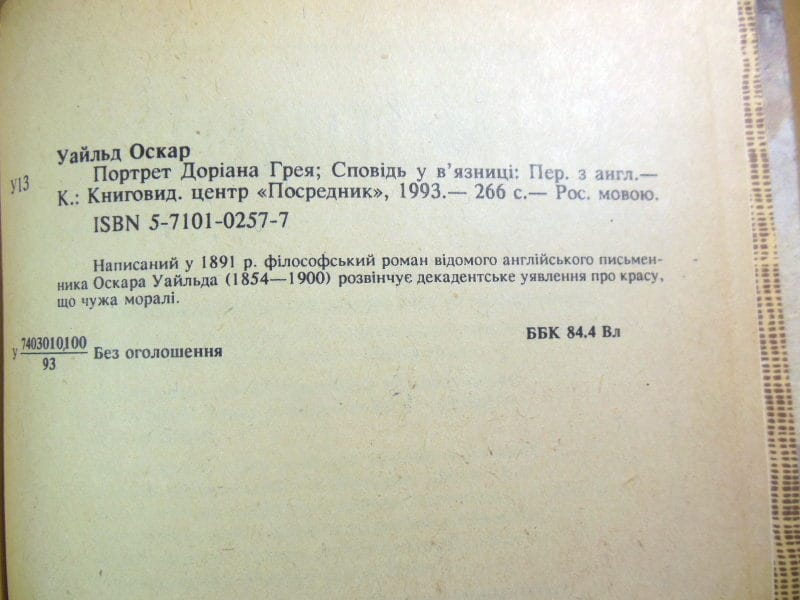 Уайльд Оскар
У13 Портрет Доріана Грея; Сповідь у в’язниці: Пер. з англ.—
К.: Книговид. центр «Посредник», 1993.— 266 с.— Рос. мовою.
ISBN 5-7101-0257-7
Написаний у 1891 р. філософський роман відомого англійського письмен-
ника Оскара Уайльда (1854—1900) розвінчує декадентське уявлення про красу,
що чужа моралі.
ББК 84.4 Вл
У 7403010,100
93 Без оголошення